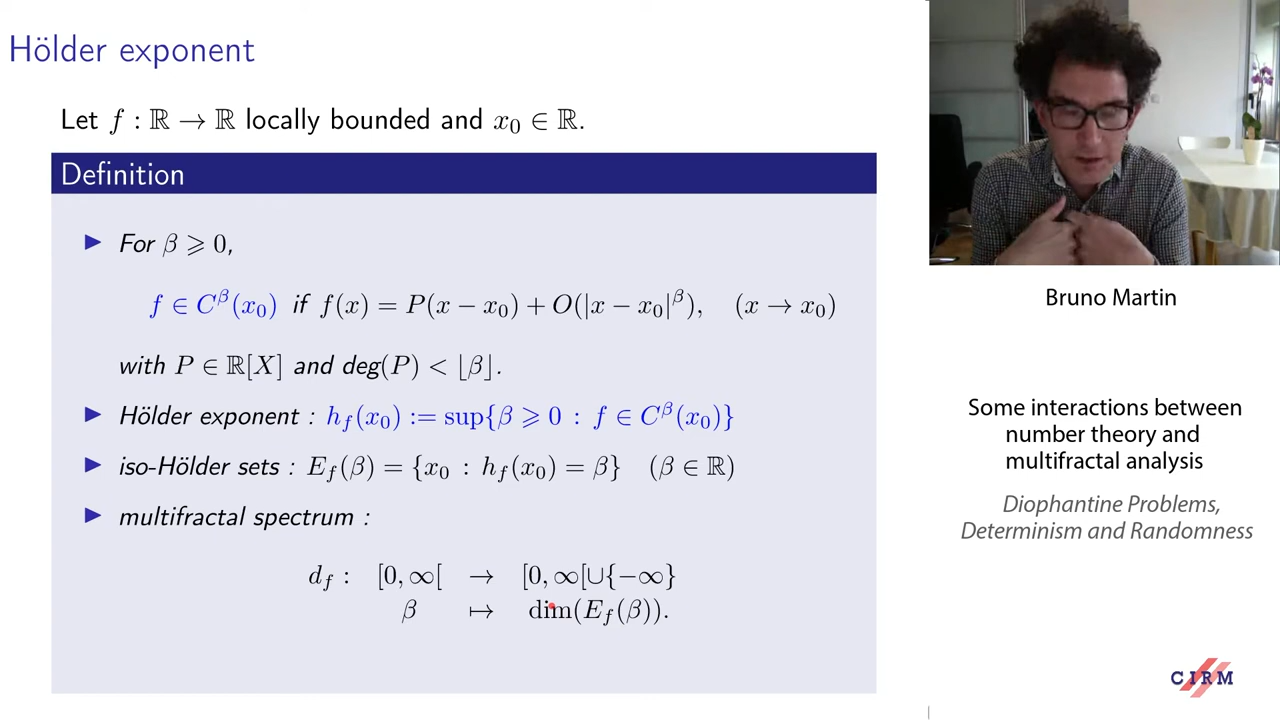 Hölder exponent
Let f : ℝ → ℝ locally bounded and x₀ ∈ ℝ.
Definition
▶ For β ⩾ 0,
f ∈ C^β(x₀) if f(x) = P(x − x₀) + O(|x − x₀|^β), (x → x₀)
with P ∈ ℝ[X] and deg(P) < ⌊β⌋.
▶ Hölder exponent : h_f(x₀) := sup{β ⩾ 0 : f ∈ C^β(x₀)}
▶ iso-Hölder sets : E_f(β) = {x₀ : h_f(x₀) = β} (β ∈ ℝ)
▶ multifractal spectrum :
d_f : [0, ∞[ → [0, ∞[∪{−∞}
β ↦ dim(E_f(β)).
Bruno Martin
Some interactions between
number theory and
multifractal analysis
Diophantine Problems,
Determinism and Randomness
CIRM